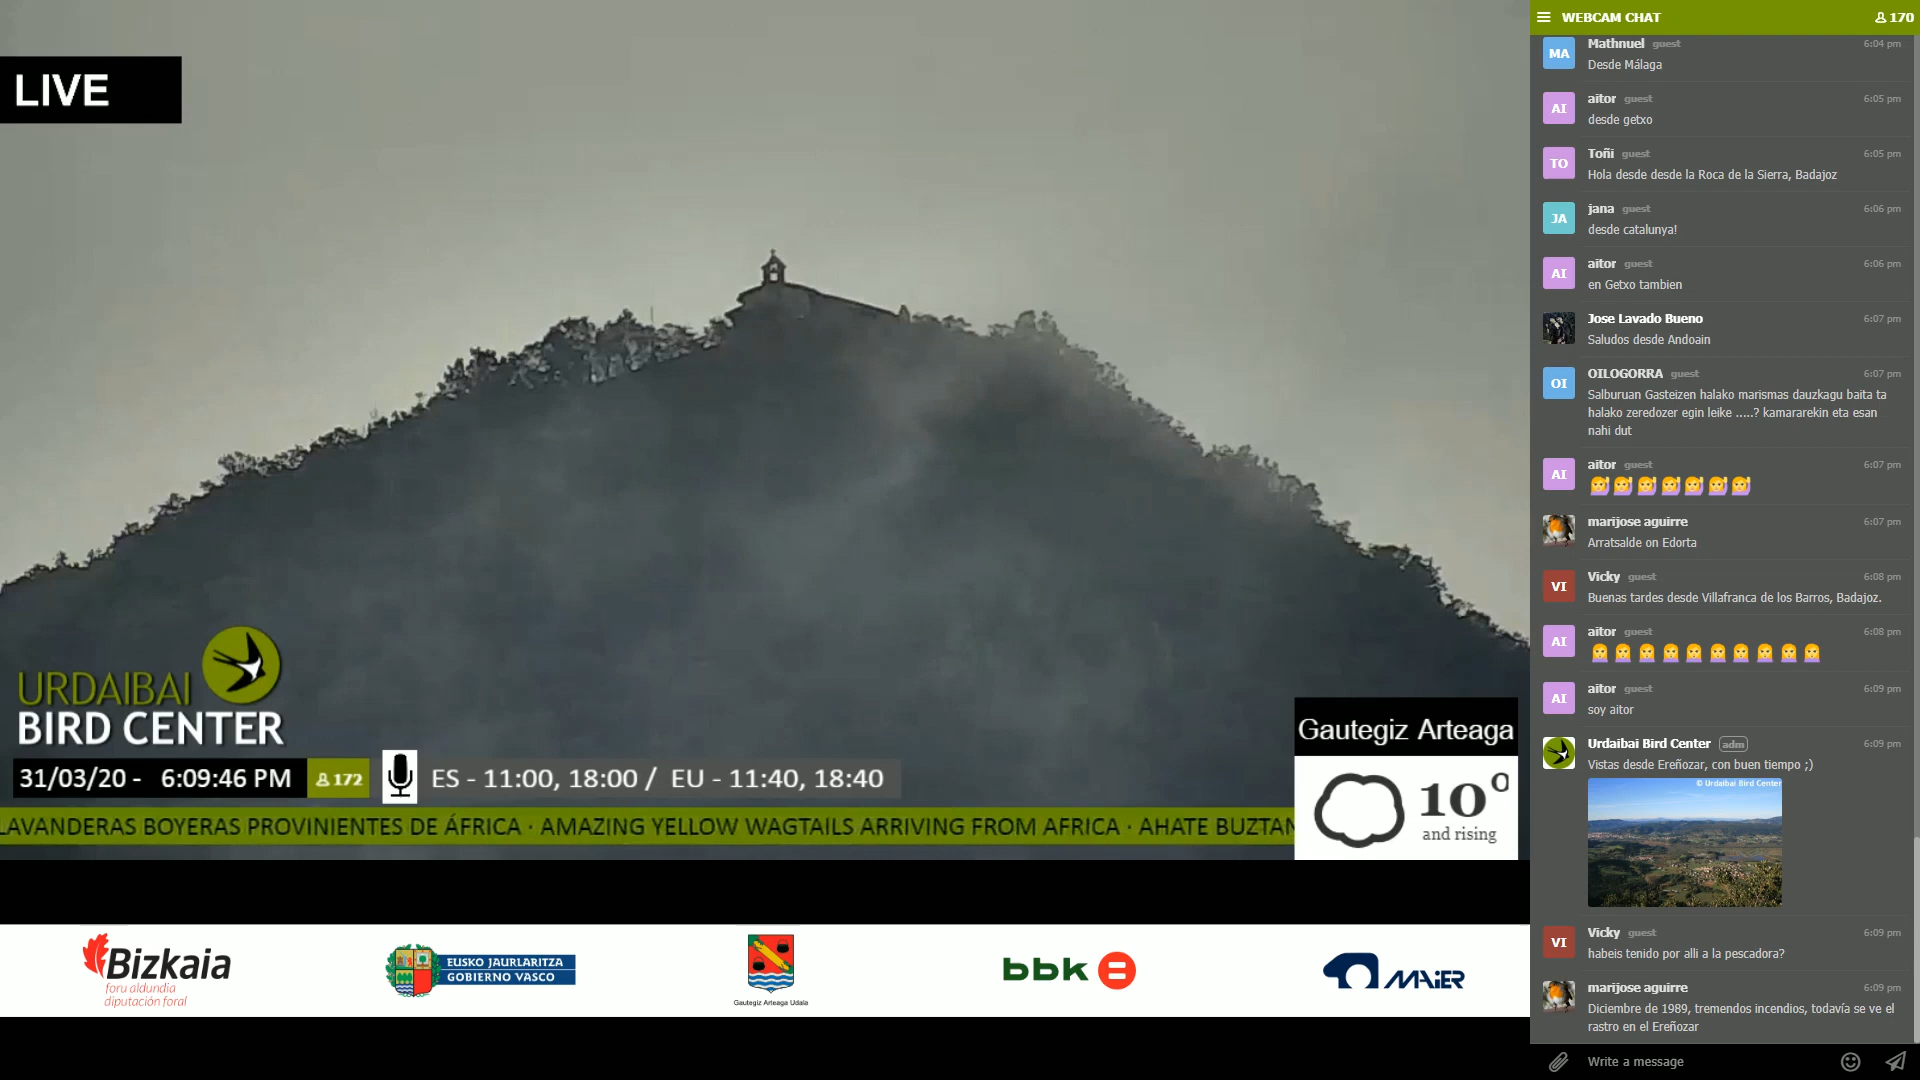 LIVE
URDAIBAI
BIRD CENTER
31/03/20 - 6:09:46 PM 172 ES - 11:00, 18:00 / EU - 11:40, 18:40
LAVANDERAS BOYERAS PROVINIENTES DE ÁFRICA · AMAZING YELLOW WAGTAILS ARRIVING FROM AFRICA · AHATE BUZTAN
Gautegiz Arteaga
10°
and rising
Bizkaia
foru aldundia
diputación foral
EUSKO JAURLARITZA
GOBIERNO VASCO
Gautegiz Arteaga Udala
bbk
MAIER
WEBCAM CHAT 170
MA Mathnuel guest 6:04 pm
Desde Málaga
AI aitor guest 6:05 pm
desde getxo
TO Toñi guest 6:05 pm
Hola desde desde la Roca de la Sierra, Badajoz
JA jana guest 6:06 pm
desde catalunya!
AI aitor guest 6:06 pm
en Getxo tambien
Jose Lavado Bueno 6:07 pm
Saludos desde Andoain
OI OILOGORRA guest 6:07 pm
Salburuan Gasteizen halako marismas dauzkagu baita ta
halako zeredozer egin leike .....? kamararekin eta esan
nahi dut
AI aitor guest 6:07 pm
marijose aguirre 6:07 pm
Arratsalde on Edorta
VI Vicky guest 6:08 pm
Buenas tardes desde Villafranca de los Barros, Badajoz.
AI aitor guest 6:08 pm
AI aitor guest 6:09 pm
soy aitor
Urdaibai Bird Center adm 6:09 pm
Vistas desde Ereñozar, con buen tiempo ;)
© Urdaibai Bird Center
VI Vicky guest 6:09 pm
habeis tenido por alli a la pescadora?
marijose aguirre 6:09 pm
Diciembre de 1989, tremendos incendios, todavía se ve el
rastro en el Ereñozar
Write a message